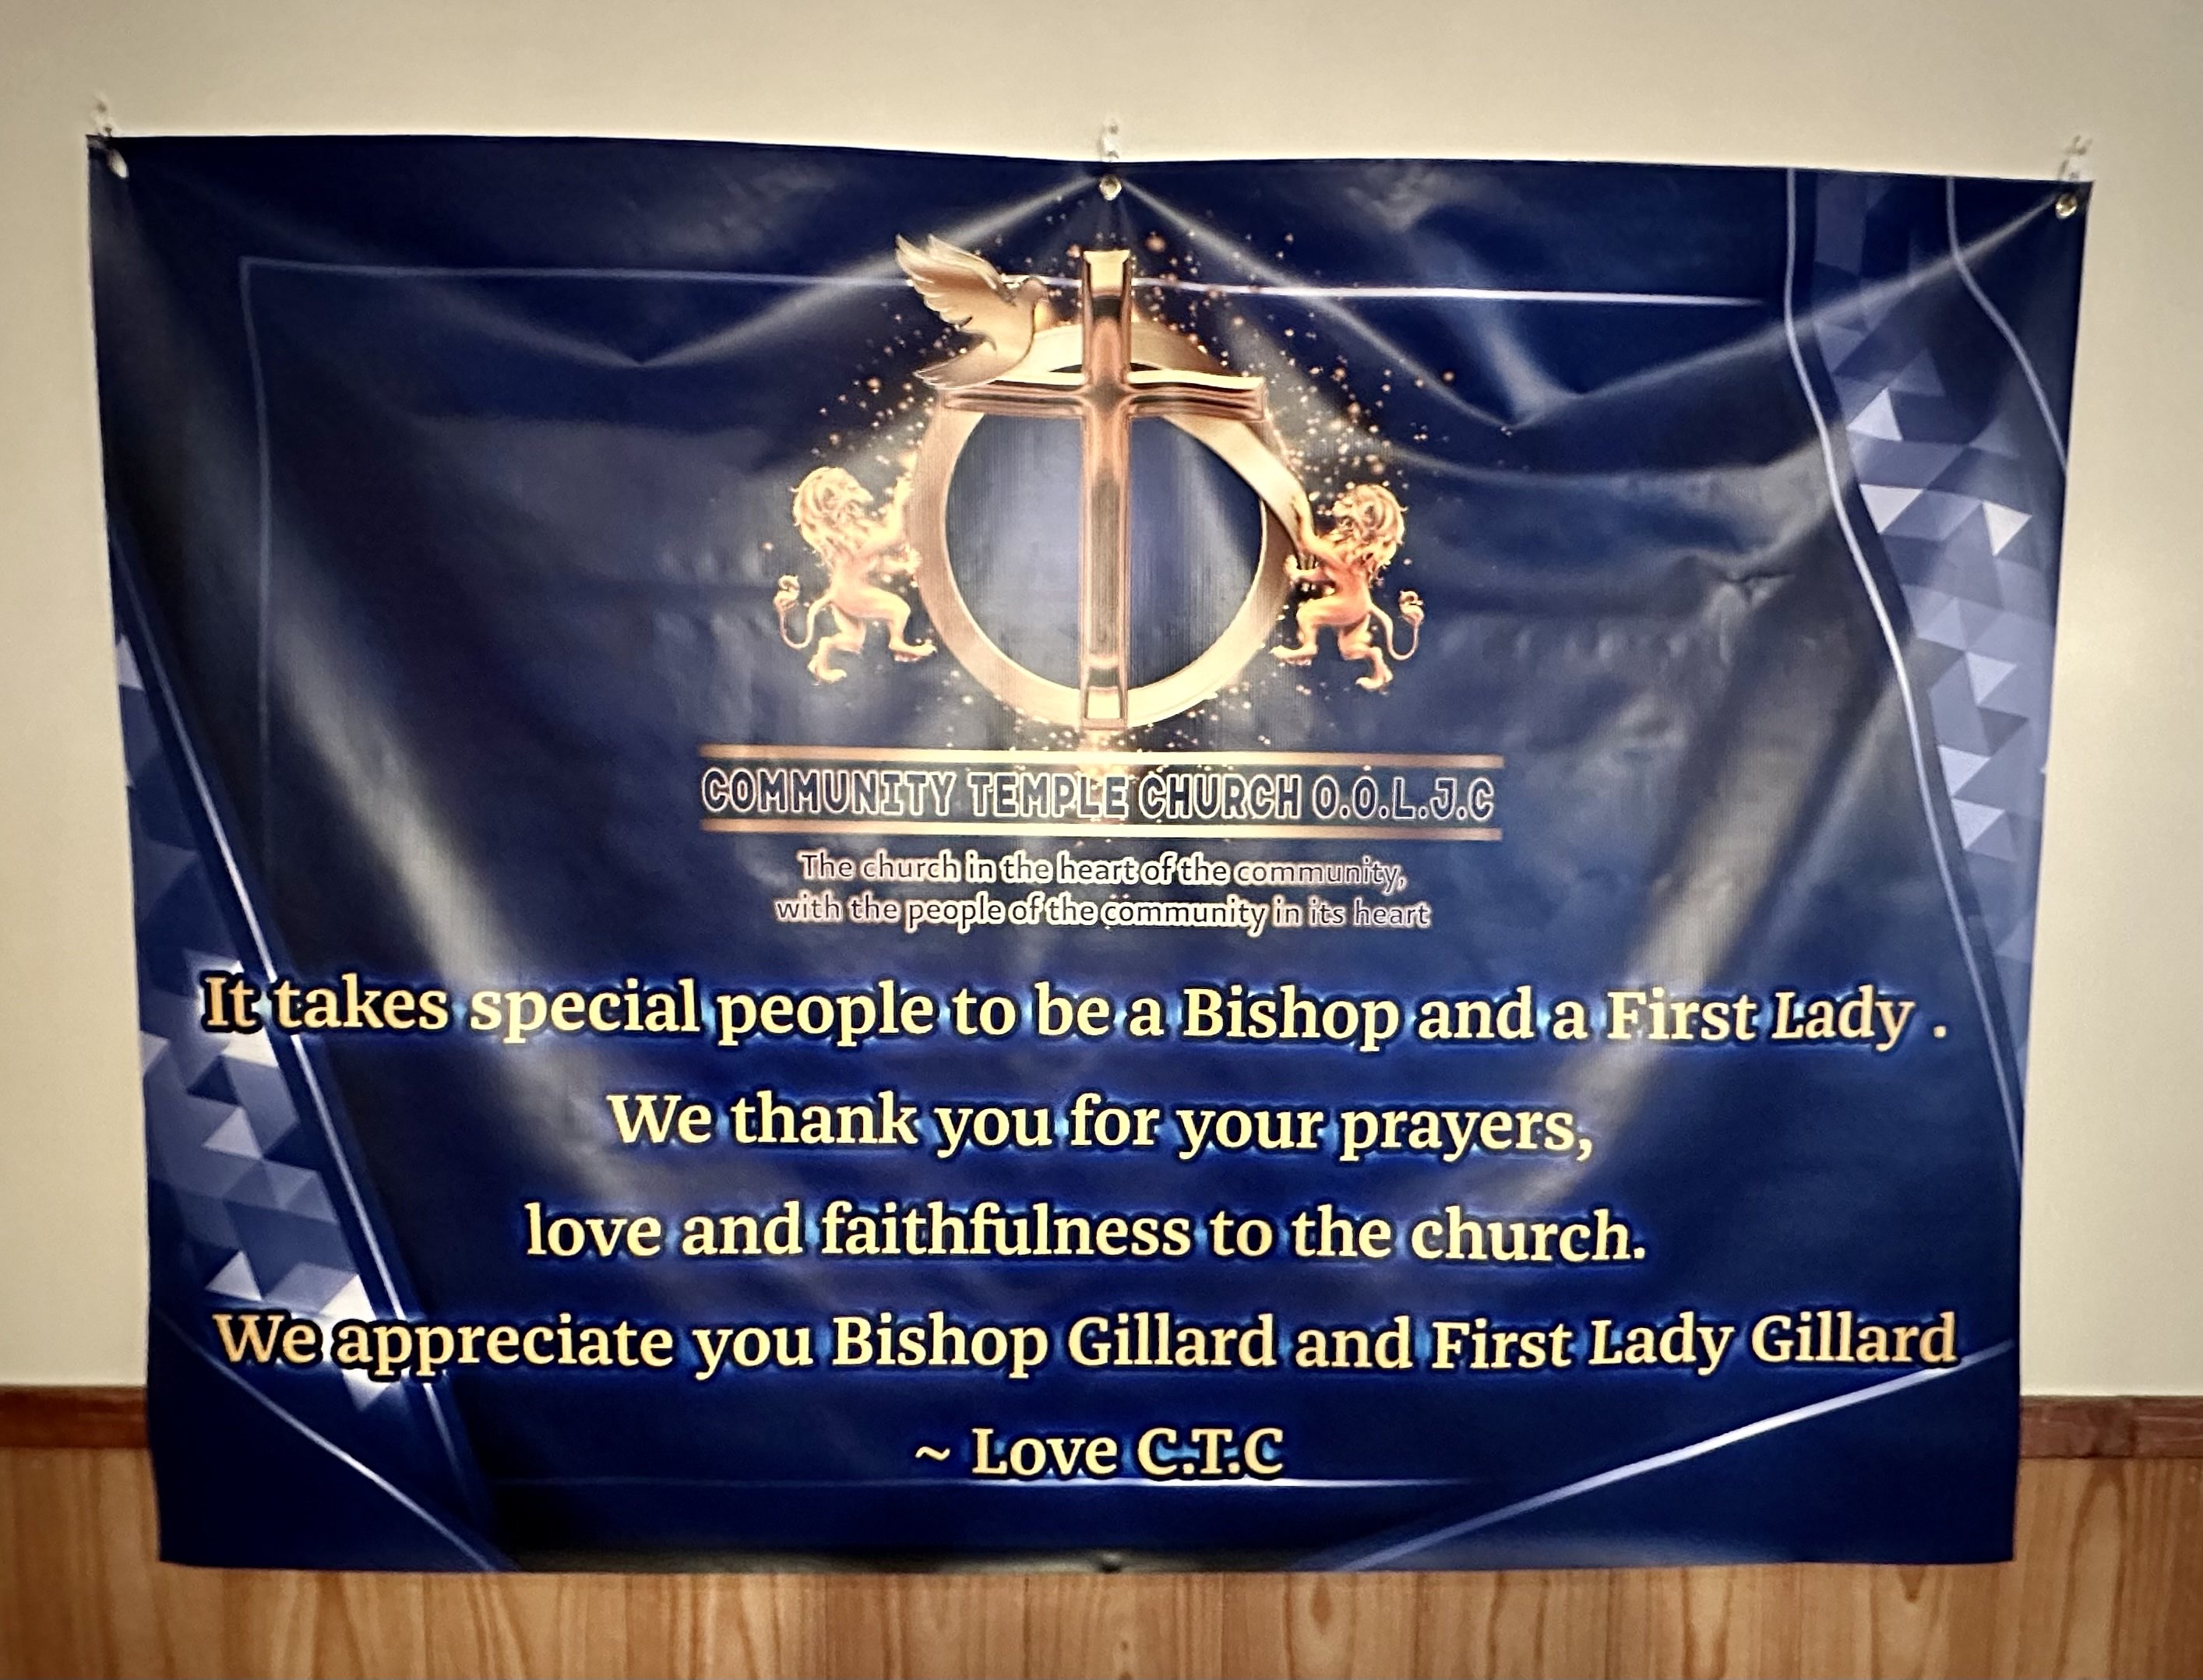 COMMUNITY TEMPLE CHURCH O.O.L.J.C
The church in the heart of the community,
with the people of the community in its heart
It takes special people to be a Bishop and a First Lady .
We thank you for your prayers,
love and faithfulness to the church.
We appreciate you Bishop Gillard and First Lady Gillard
~ Love C.T.C